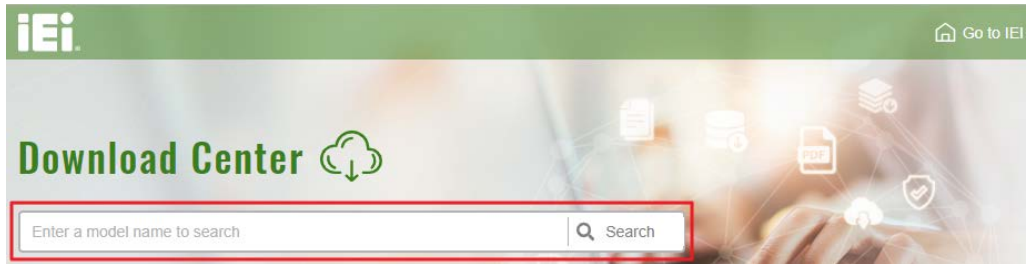 iEi.
Go to IEI
Download Center
Enter a model name to search
Search
PDF